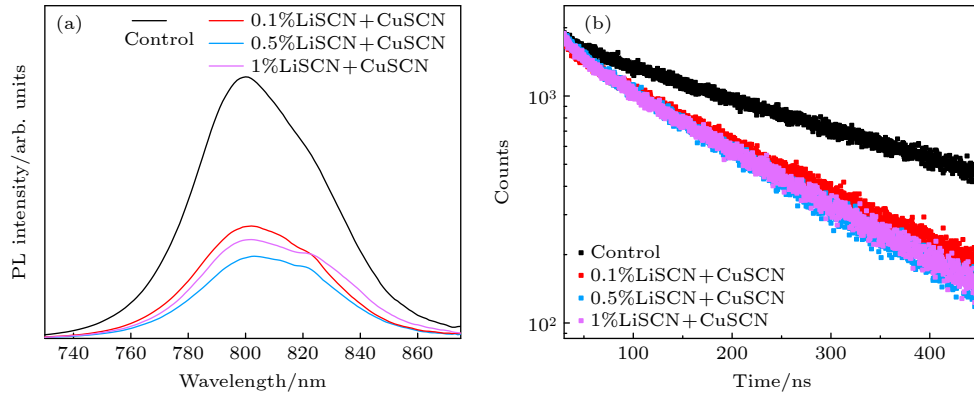 (a)
Control
0.1%LiSCN+CuSCN
0.5%LiSCN+CuSCN
1%LiSCN+CuSCN
PL intensity/arb. units
740 760 780 800 820 840 860
Wavelength/nm
(b)
10³
10²
Counts
Control
0.1%LiSCN+CuSCN
0.5%LiSCN+CuSCN
1%LiSCN+CuSCN
100 200 300 400
Time/ns